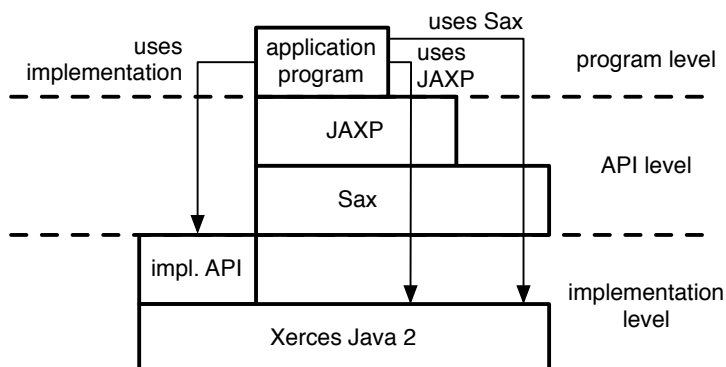 uses Sax
uses
implementation
application
program
uses
JAXP
program level
JAXP
API level
Sax
impl. API
implementation
level
Xerces Java 2